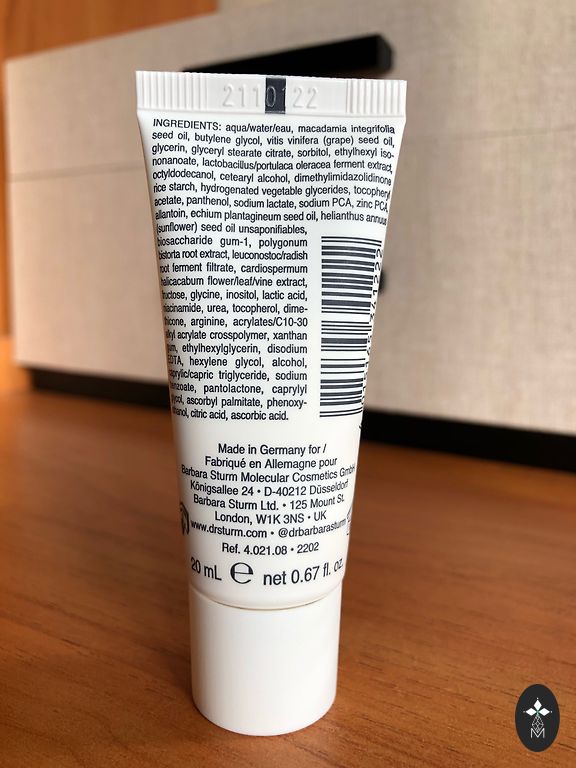 2110122
INGREDIENTS: aqua/water/eau, macadamia integrifolia
seed oil, butylene glycol, vitis vinifera (grape) seed oil,
glycerin, glyceryl stearate citrate, sorbitol, ethylhexyl iso-
nonanoate, lactobacillus/portulaca oleracea ferment extract,
octyldodecanol, cetearyl alcohol, dimethylimidazolidinone
rice starch, hydrogenated vegetable glycerides, tocophery
acetate, panthenol, sodium lactate, sodium PCA, zinc PCA,
allantoin, echium plantagineum seed oil, helianthus annuus
(sunflower) seed oil unsaponifiables,
biosaccharide gum-1, polygonum
bistorta root extract, leuconostoc/radish
root ferment filtrate, cardiospermum
halicacabum flower/leaf/vine extract,
fructose, glycine, inositol, lactic acid,
niacinamide, urea, tocopherol, dime-
thicone, arginine, acrylates/C10-30
alkyl acrylate crosspolymer, xanthan
gum, ethylhexylglycerin, disodium
EDTA, hexylene glycol, alcohol,
caprylic/capric triglyceride, sodium
benzoate, pantolactone, caprylyl
glycol, ascorbyl palmitate, phenoxy-
ethanol, citric acid, ascorbic acid.
Made in Germany for /
Fabriqué en Allemagne pour
Barbara Sturm Molecular Cosmetics GmbH
Königsallee 24 • D-40212 Düsseldorf
Barbara Sturm Ltd. • 125 Mount St.
London, W1K 3NS • UK
www.drsturm.com • @drbarbarasturm
Ref. 4.021.08 • 2202
20 mL ℮ net 0.67 fl. oz.
M